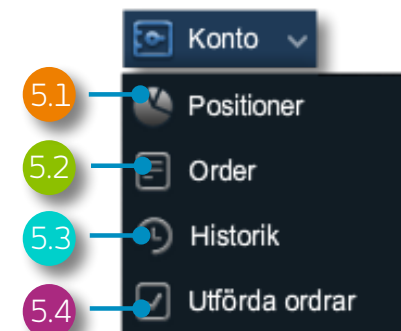 Konto
5.1 Positioner
5.2 Order
5.3 Historik
5.4 Utförda ordrar